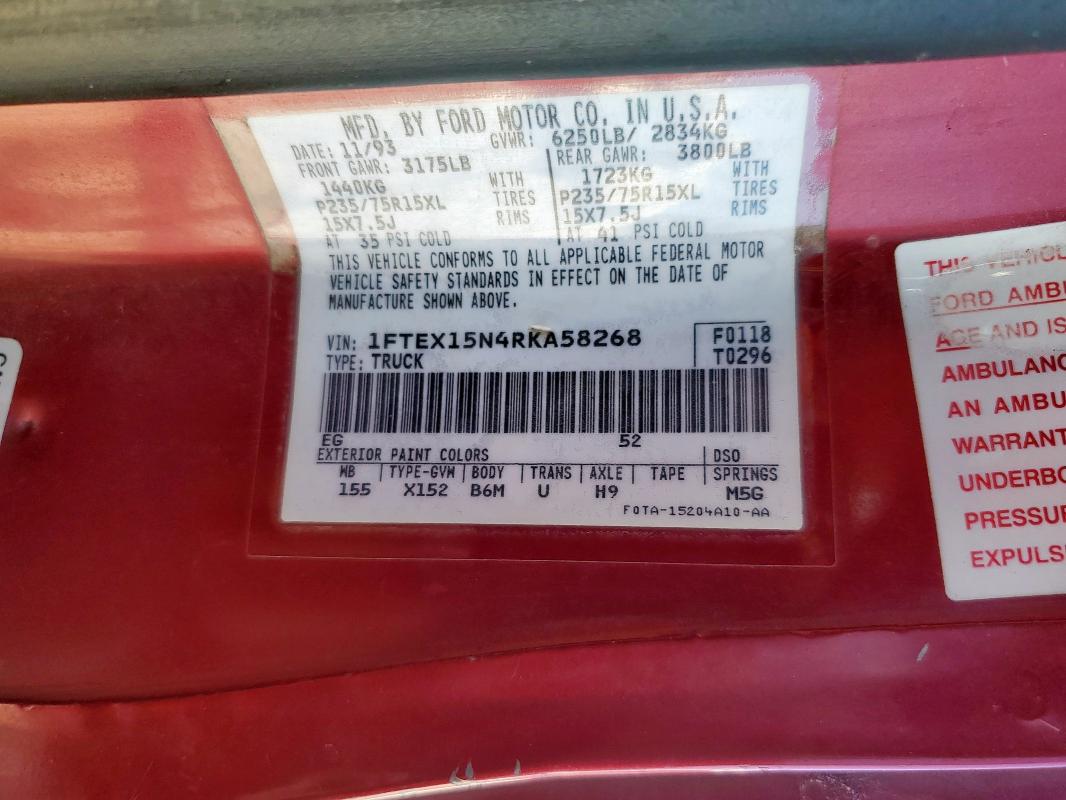 MFD. BY FORD MOTOR CO. IN U.S.A.
DATE: 11/93 GVWR: 6250LB/ 2834KG
FRONT GAWR: 3175LB REAR GAWR: 3800LB
1440KG WITH 1723KG WITH
P235/75R15XL TIRES P235/75R15XL TIRES
15X7.5J RIMS 15X7.5J RIMS
AT 35 PSI COLD AT 41 PSI COLD
THIS VEHICLE CONFORMS TO ALL APPLICABLE FEDERAL MOTOR
VEHICLE SAFETY STANDARDS IN EFFECT ON THE DATE OF
MANUFACTURE SHOWN ABOVE.
VIN: 1FTEX15N4RKA58268 F0118
TYPE: TRUCK T0296
EG 52
EXTERIOR PAINT COLORS DSO
WB TYPE-GVW BODY TRANS AXLE TAPE SPRINGS
155 X152 B6M U H9 M5G
F0TA-15204A10-AA
THIS VEHICL
FORD AMBU
AGE AND IS
AMBULANC
AN AMBU
WARRANT
UNDERBO
PRESSUR
EXPULSI